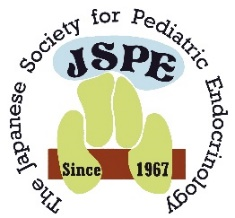 The Japanese Society for Pediatric Endocrinology
JSPE
Since 1967